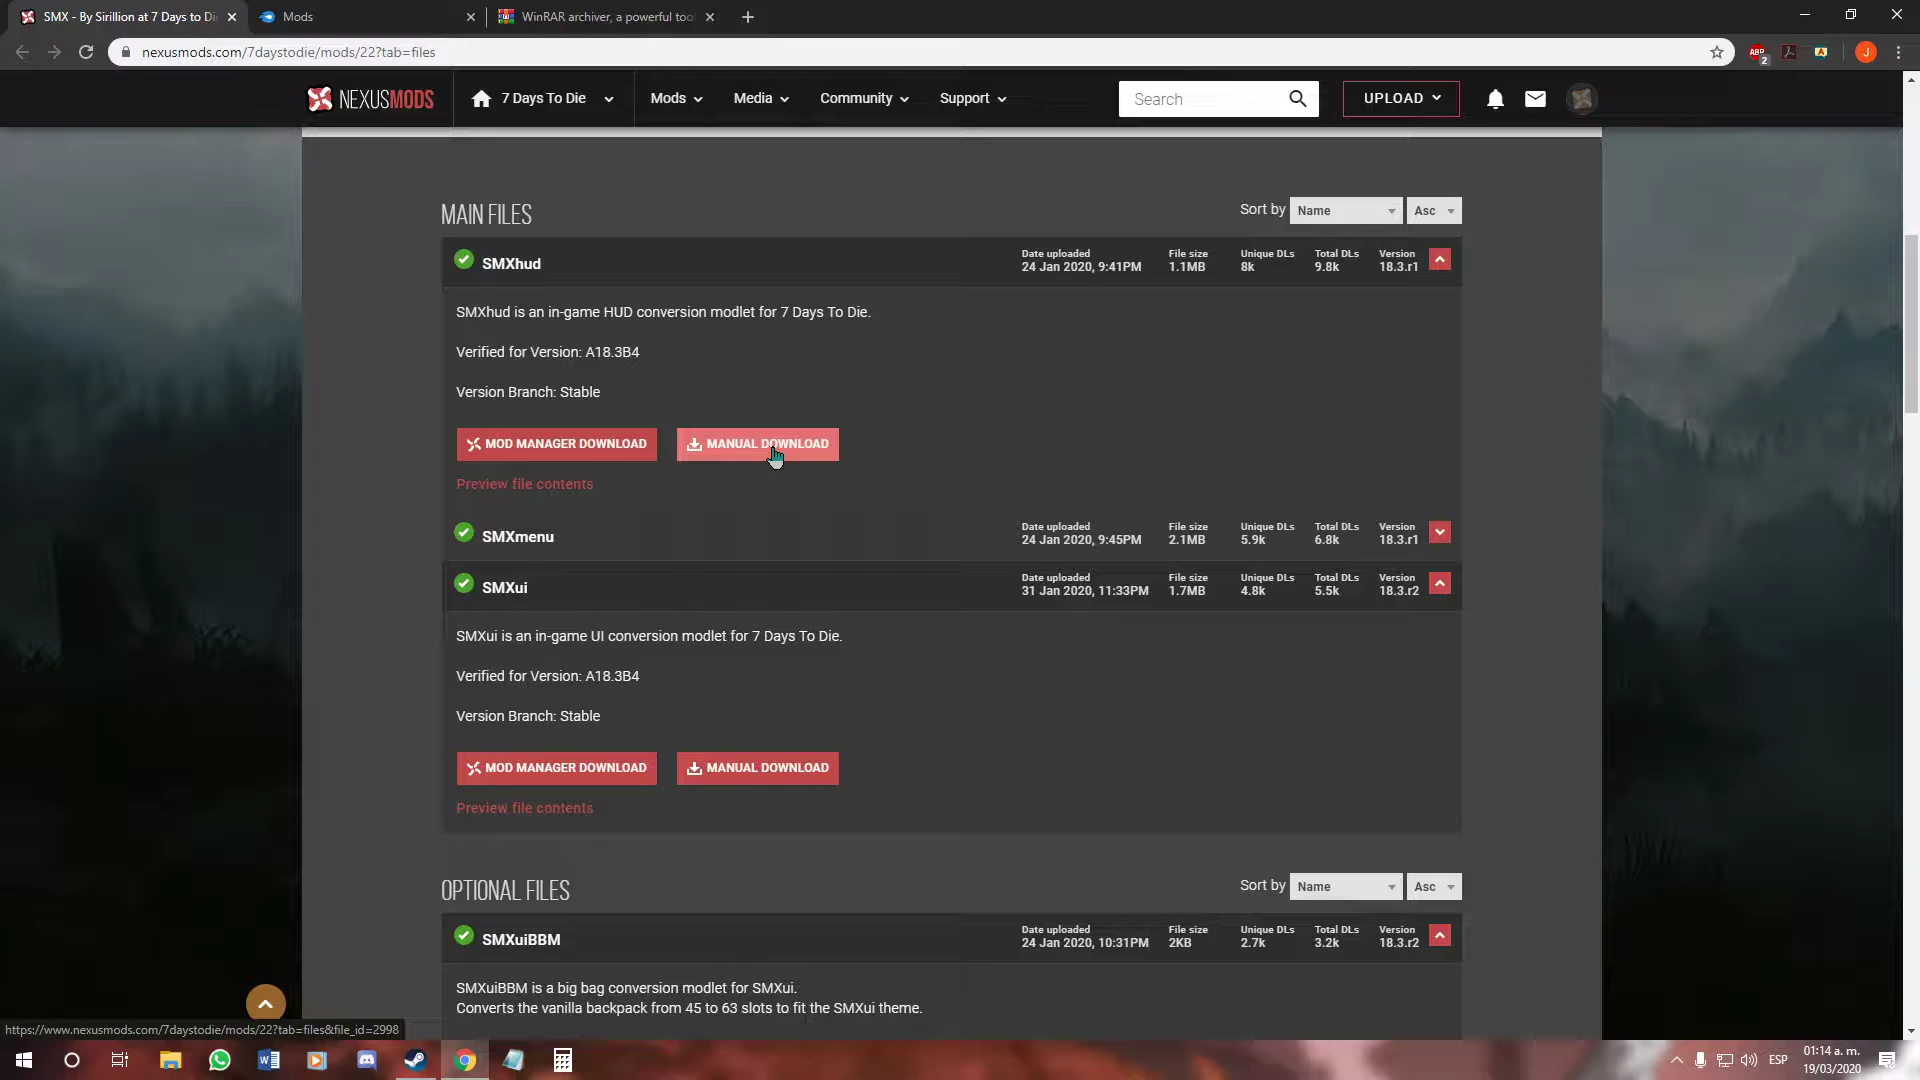 SMX - By Sirillion at 7 Days to Di
Mods
WinRAR archiver, a powerful too
nexusmods.com/7daystodie/mods/22?tab=files
ABP
2
J
NEXUSMODS
7 Days To Die
Mods
Media
Community
Support
Search
UPLOAD
MAIN FILES
Sort by
Name
Asc
SMXhud
Date uploaded
24 Jan 2020, 9:41PM
File size
1.1MB
Unique DLs
8k
Total DLs
9.8k
Version
18.3.r1
SMXhud is an in-game HUD conversion modlet for 7 Days To Die.
Verified for Version: A18.3B4
Version Branch: Stable
MOD MANAGER DOWNLOAD
MANUAL DOWNLOAD
Preview file contents
SMXmenu
Date uploaded
24 Jan 2020, 9:45PM
File size
2.1MB
Unique DLs
5.9k
Total DLs
6.8k
Version
18.3.r1
SMXui
Date uploaded
31 Jan 2020, 11:33PM
File size
1.7MB
Unique DLs
4.8k
Total DLs
5.5k
Version
18.3.r2
SMXui is an in-game UI conversion modlet for 7 Days To Die.
Verified for Version: A18.3B4
Version Branch: Stable
MOD MANAGER DOWNLOAD
MANUAL DOWNLOAD
Preview file contents
OPTIONAL FILES
Sort by
Name
Asc
SMXuiBBM
Date uploaded
24 Jan 2020, 10:31PM
File size
2KB
Unique DLs
2.7k
Total DLs
3.2k
Version
18.3.r2
SMXuiBBM is a big bag conversion modlet for SMXui.
Converts the vanilla backpack from 45 to 63 slots to fit the SMXui theme.
https://www.nexusmods.com/7daystodie/mods/22?tab=files&file_id=2998
ESP
01:14 a. m.
19/03/2020